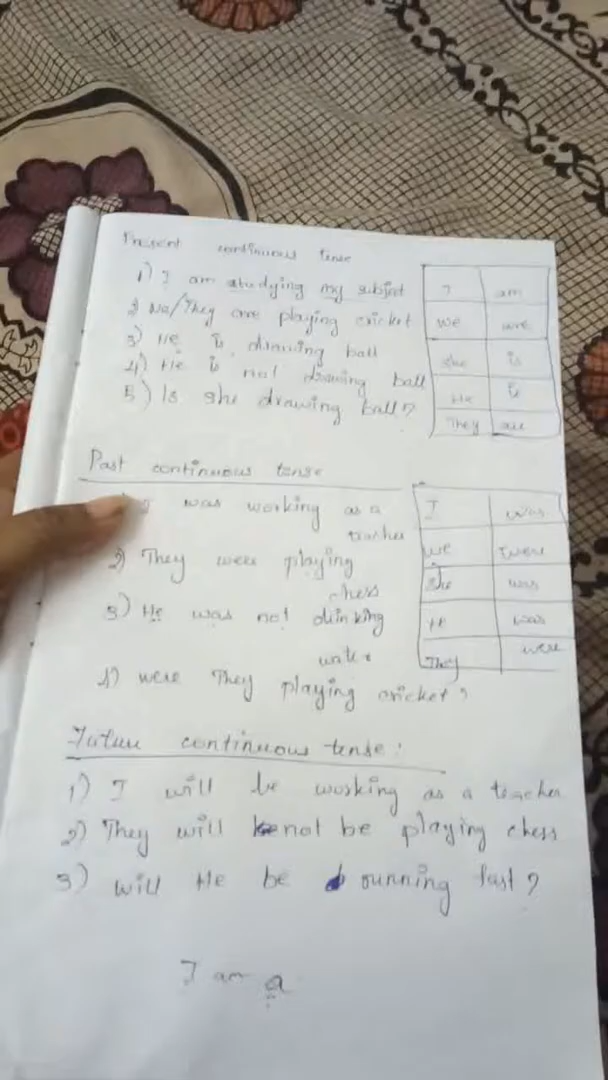 Present continuous tense
1) I am studying my subject
2) We/They are playing cricket
3) He is drawing ball
4) He is not drawing ball
5) Is she drawing ball?
I am
we are
she is
He is
They are
Past continuous tense
was working as a
teacher
2) They were playing
chess
3) He was not drinking
water
4) were They playing cricket?
I was
we were
She was
He was
They were
Future continuous tense:
1) I will be working as a teacher
2) They will not be playing chess
3) will He be running fast?
I am a